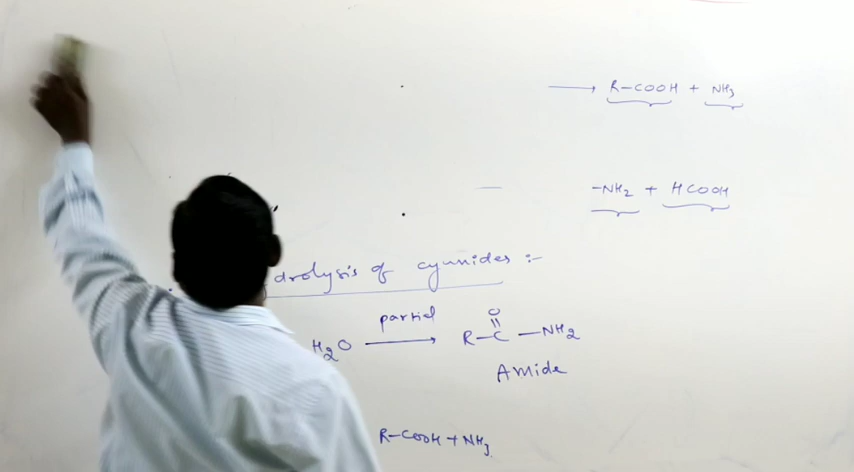 ⟶ R-COOH + NH₃
-NH₂ + HCOOH
drolysis of cyanides :-
H₂O partial ⟶ R-C(=O)-NH₂
Amide
R-COOH + NH₃